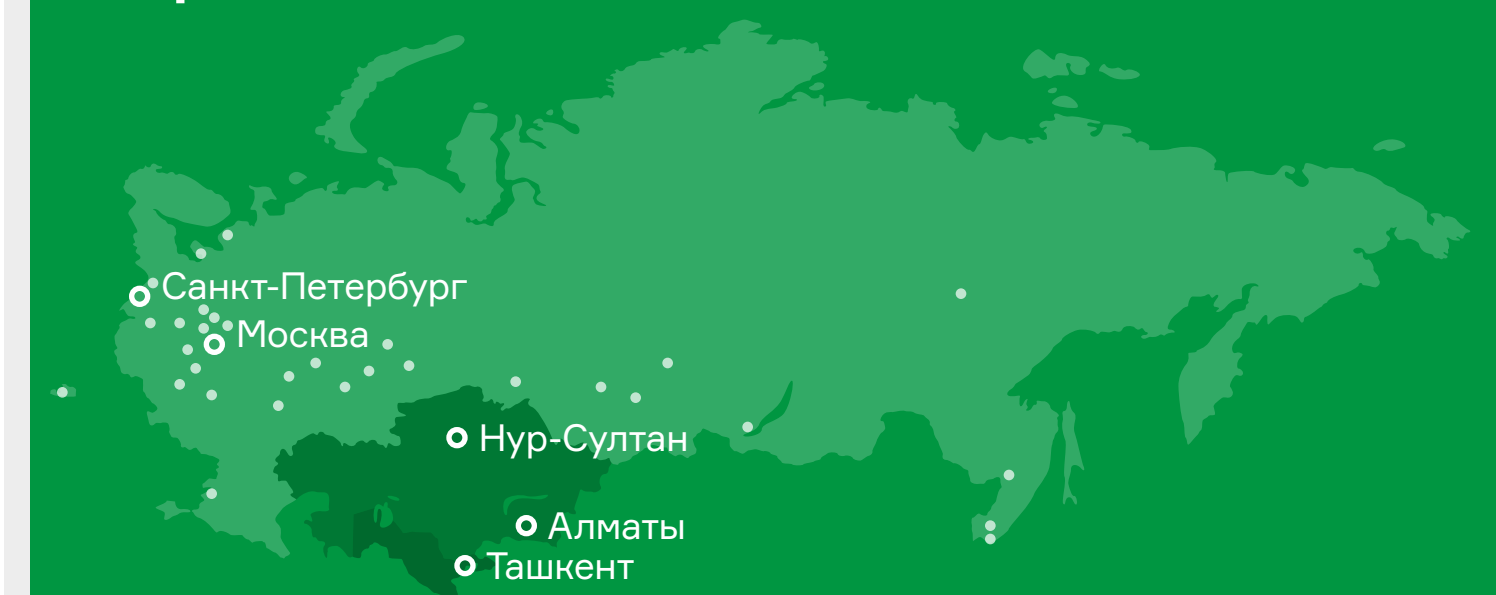 Санкт-Петербург
Москва
Нур-Султан
Алматы
Ташкент